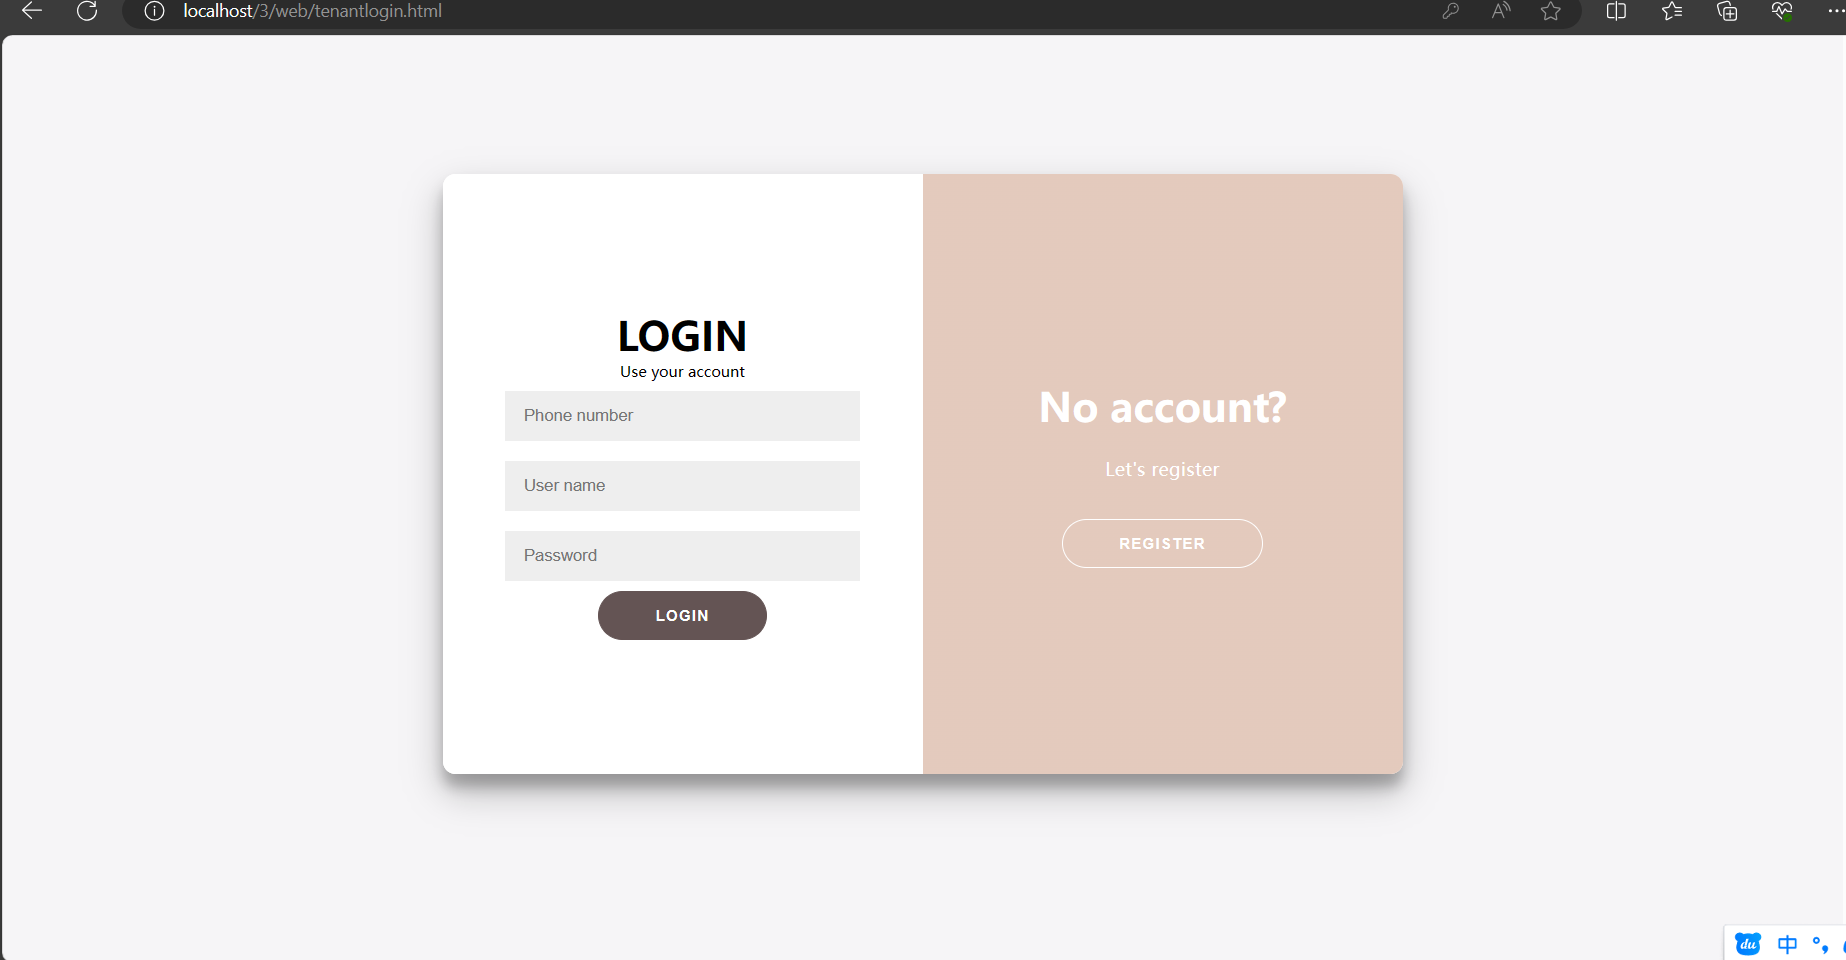 localhost/3/web/tenantlogin.html
LOGIN
Use your account
Phone number
User name
Password
LOGIN
No account?
Let's register
REGISTER
du 中 °,